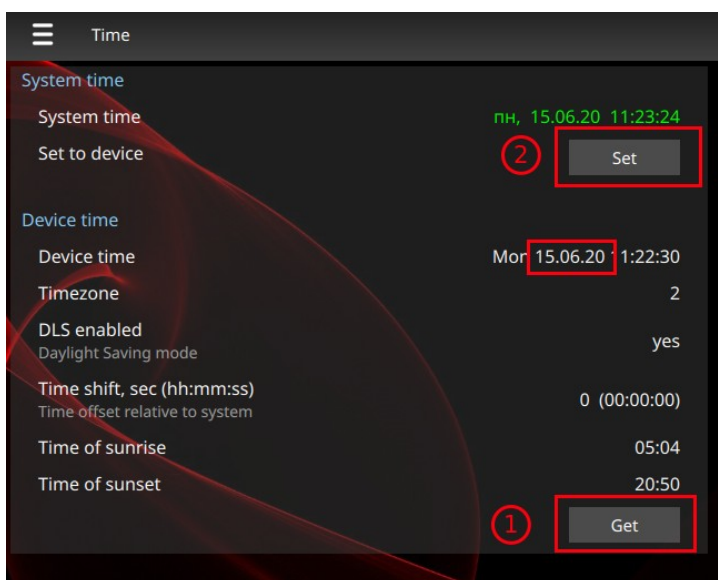 Time
System time
System time пн, 15.06.20 11:23:24
Set to device 2 Set
Device time
Device time Mon 15.06.20 11:22:30
Timezone 2
DLS enabled yes
Daylight Saving mode
Time shift, sec (hh:mm:ss) 0 (00:00:00)
Time offset relative to system
Time of sunrise 05:04
Time of sunset 20:50
1 Get